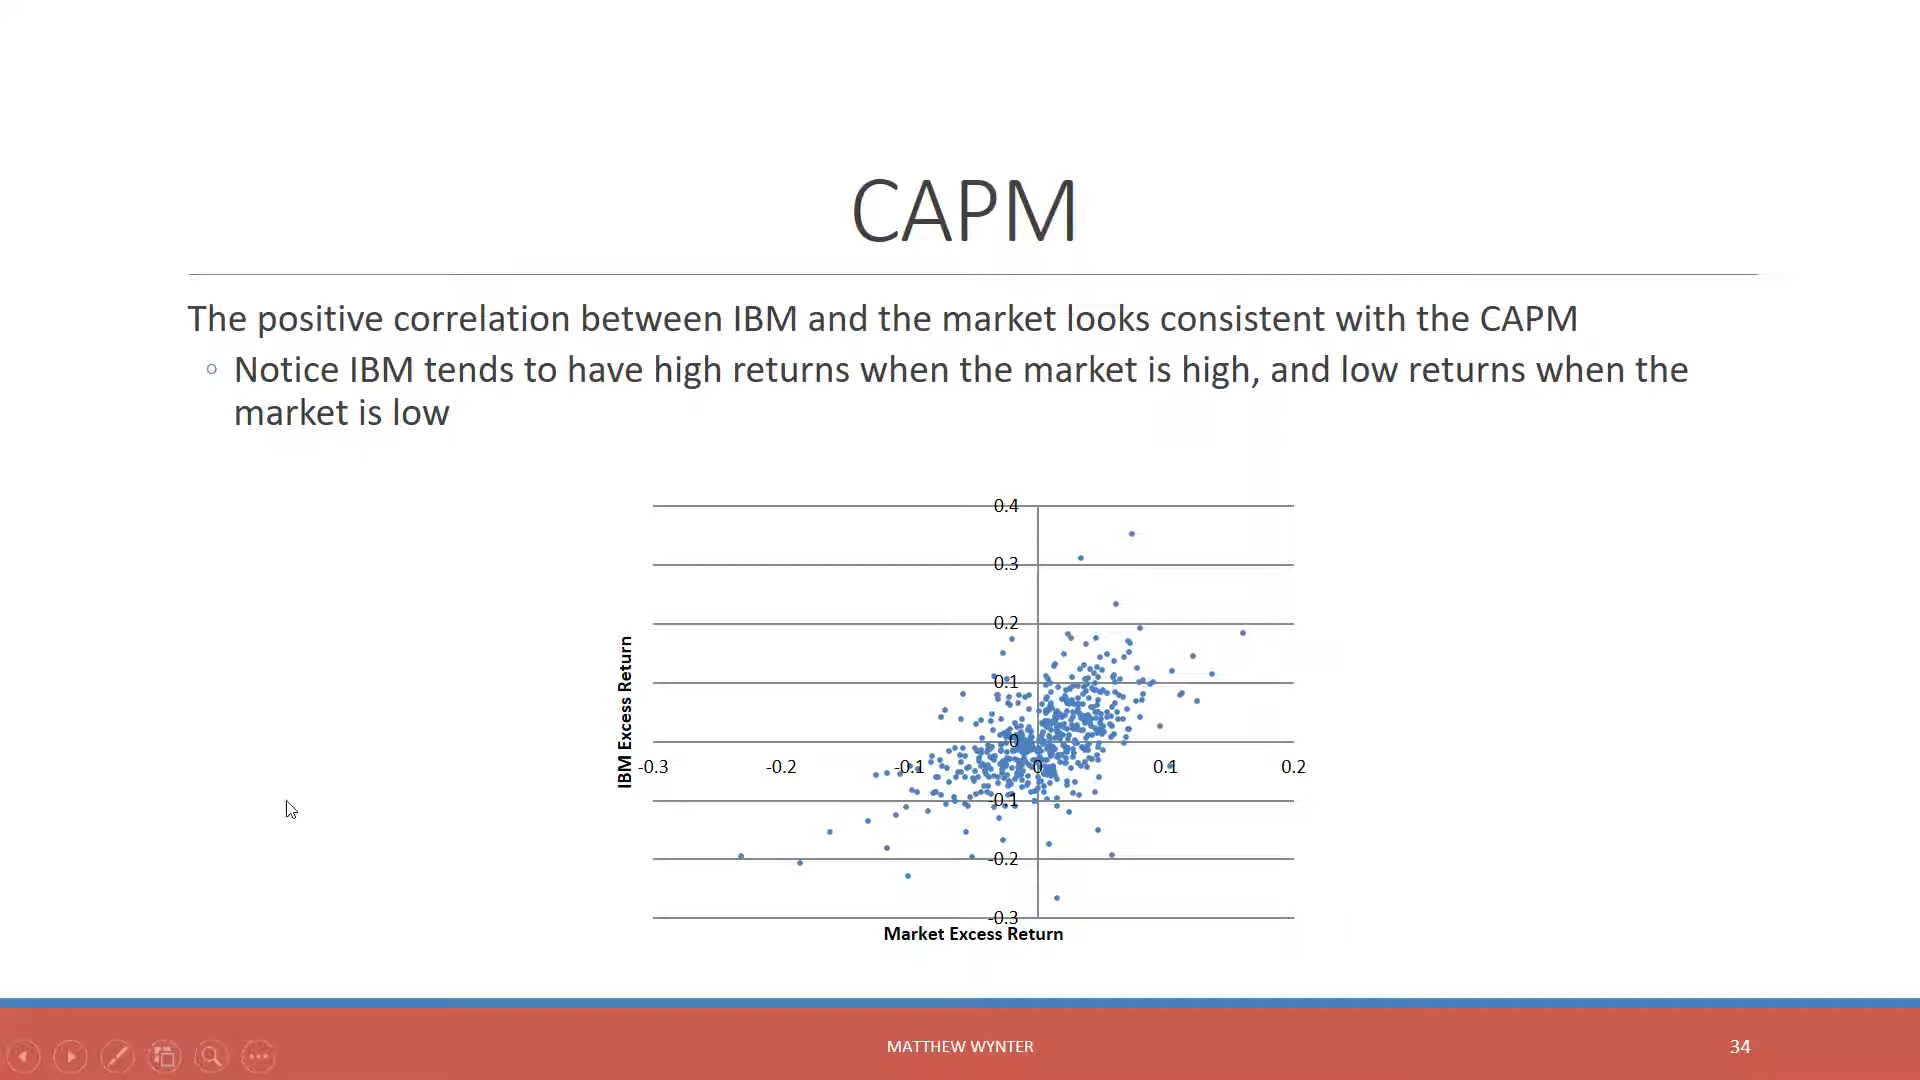 CAPM
The positive correlation between IBM and the market looks consistent with the CAPM
◦ Notice IBM tends to have high returns when the market is high, and low returns when the
market is low
0.4
0.3
0.2
0.1
0
-0.3 -0.2 -0.1 0 0.1 0.2
-0.1
-0.2
-0.3
IBM Excess Return
Market Excess Return
MATTHEW WYNTER
34